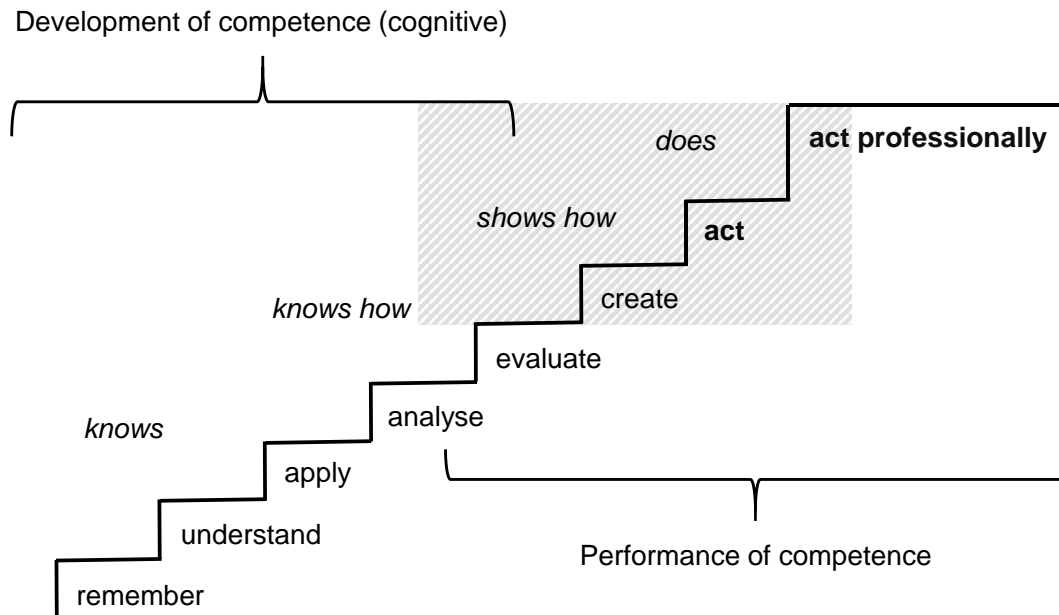 Development of competence (cognitive)
does
act professionally
shows how
act
knows how
create
evaluate
knows
analyse
apply
understand
Performance of competence
remember